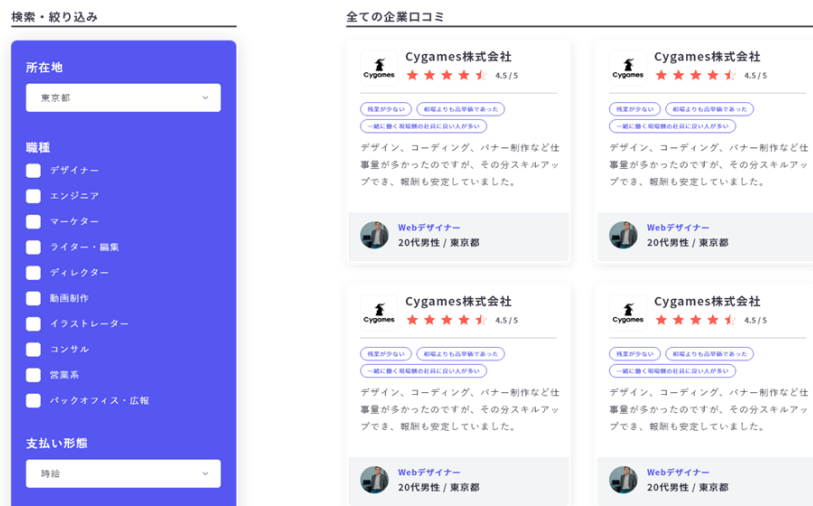 検索・絞り込み
所在地
東京都
職種
デザイナー
エンジニア
マーケター
ライター・編集
ディレクター
動画制作
イラストレーター
コンサル
営業系
バックオフィス・広報
支払い形態
時給
全ての企業口コミ
Cygames
Cygames株式会社
4.5 / 5
残業が少ない
相場よりも高単価であった
一緒に働く現場側の社員に良い人が多い
デザイン、コーディング、バナー制作など仕
事量が多かったのですが、その分スキルアッ
プでき、報酬も安定していました。
Webデザイナー
20代男性 / 東京都
Cygames
Cygames株式会社
4.5 / 5
残業が少ない
相場よりも高単価であった
一緒に働く現場側の社員に良い人が多い
デザイン、コーディング、バナー制作など仕
事量が多かったのですが、その分スキルアッ
プでき、報酬も安定していました。
Webデザイナー
20代男性 / 東京都
Cygames
Cygames株式会社
4.5 / 5
残業が少ない
相場よりも高単価であった
一緒に働く現場側の社員に良い人が多い
デザイン、コーディング、バナー制作など仕
事量が多かったのですが、その分スキルアッ
プでき、報酬も安定していました。
Webデザイナー
20代男性 / 東京都
Cygames
Cygames株式会社
4.5 / 5
残業が少ない
相場よりも高単価であった
一緒に働く現場側の社員に良い人が多い
デザイン、コーディング、バナー制作など仕
事量が多かったのですが、その分スキルアッ
プでき、報酬も安定していました。
Webデザイナー
20代男性 / 東京都